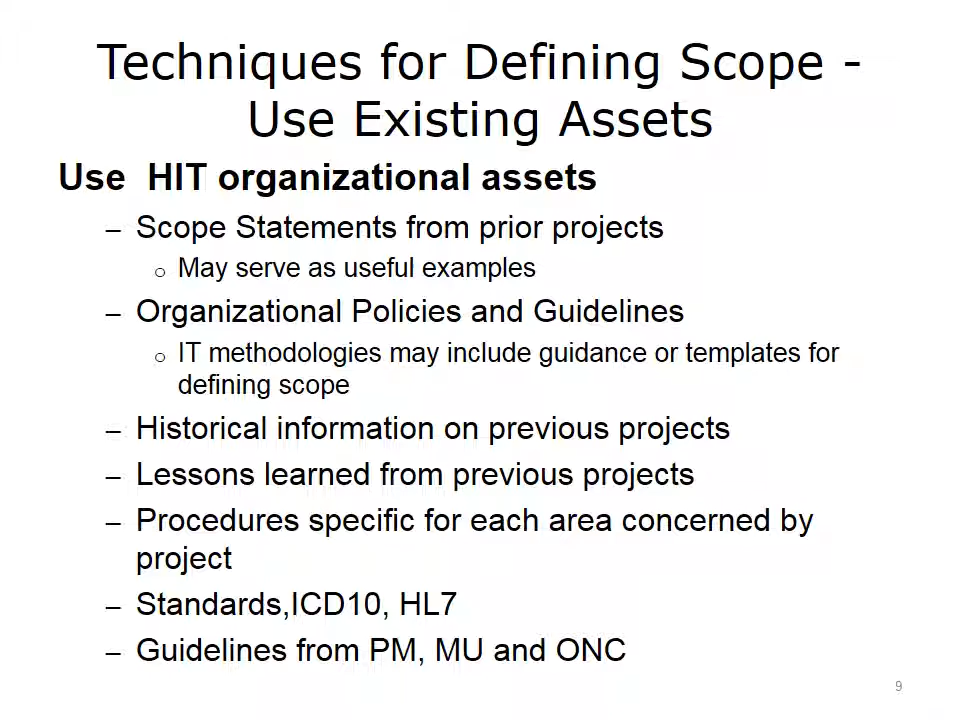 Techniques for Defining Scope -
Use Existing Assets
Use  HIT organizational assets
– Scope Statements from prior projects
o May serve as useful examples
– Organizational Policies and Guidelines
o IT methodologies may include guidance or templates for
defining scope
– Historical information on previous projects
– Lessons learned from previous projects
– Procedures specific for each area concerned by
project
– Standards,ICD10, HL7
– Guidelines from PM, MU and ONC
9